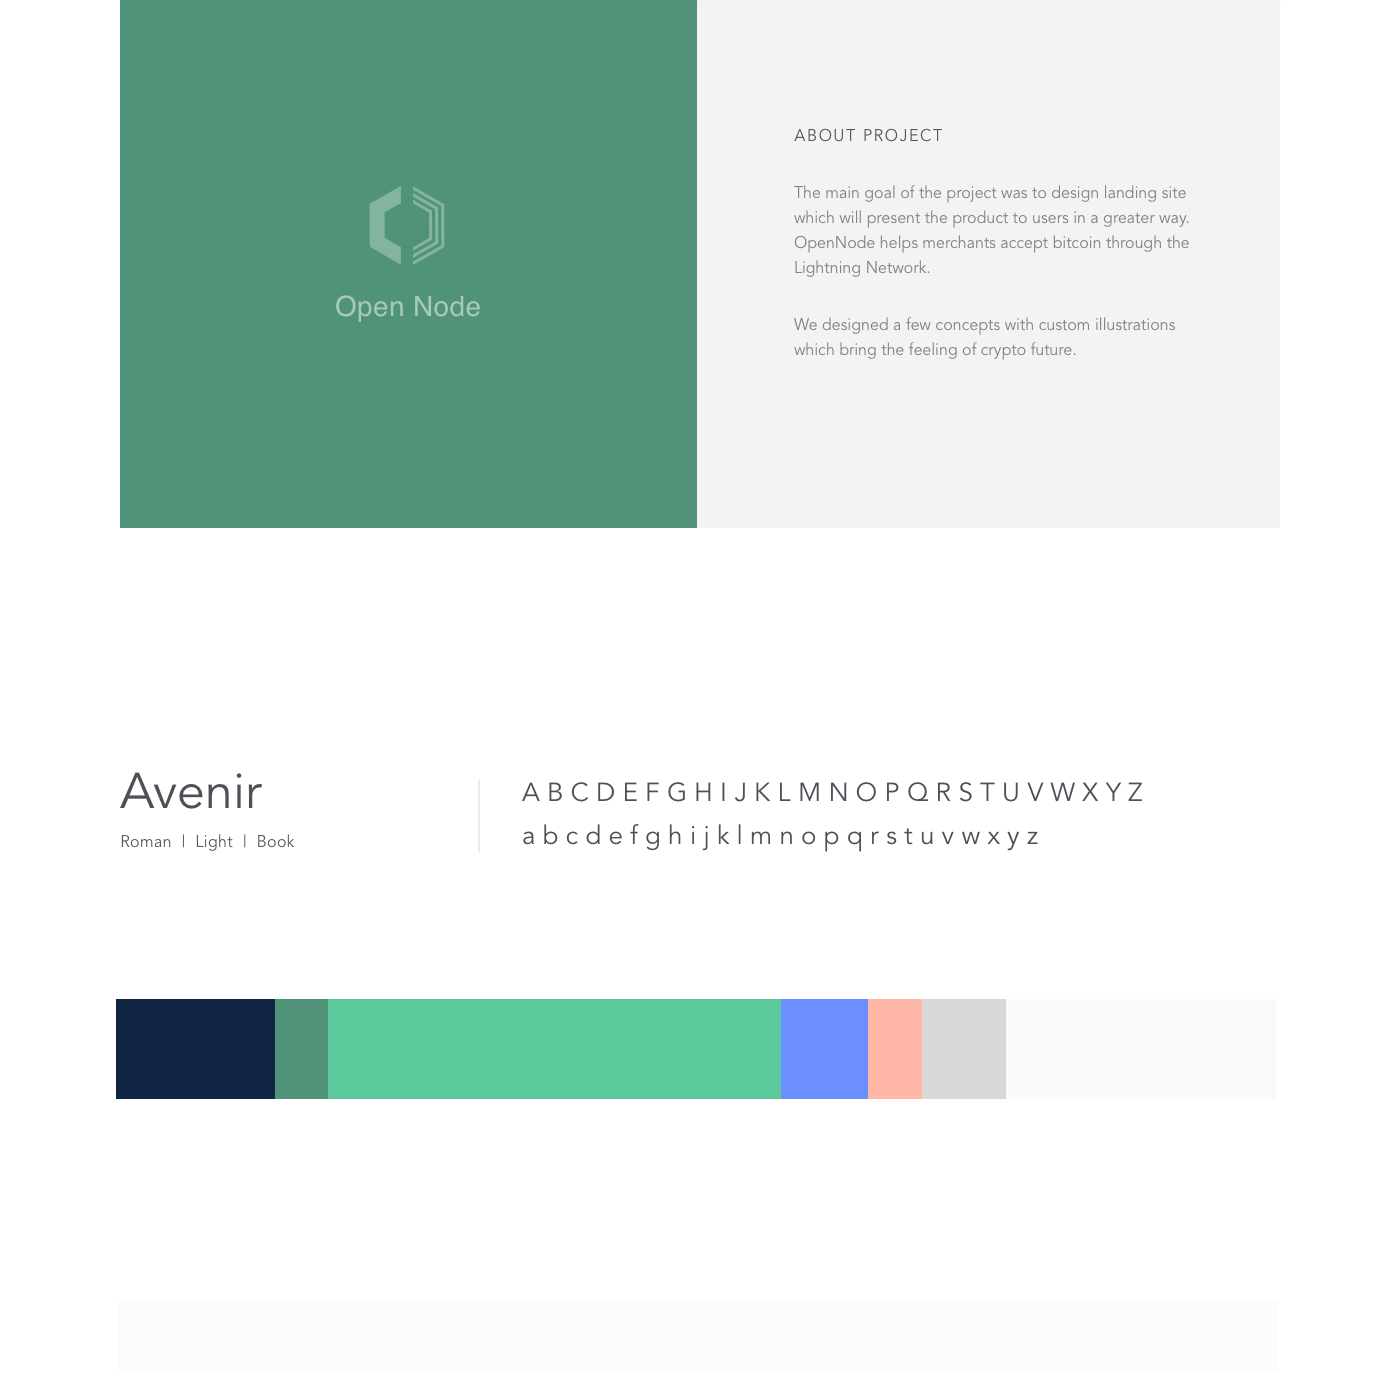 Open Node
ABOUT PROJECT
The main goal of the project was to design landing site
which will present the product to users in a greater way.
OpenNode helps merchants accept bitcoin through the
Lightning Network.
We designed a few concepts with custom illustrations
which bring the feeling of crypto future.
Avenir
Roman | Light | Book
A B C D E F G H I J K L M N O P Q R S T U V W X Y Z
a b c d e f g h i j k l m n o p q r s t u v w x y z